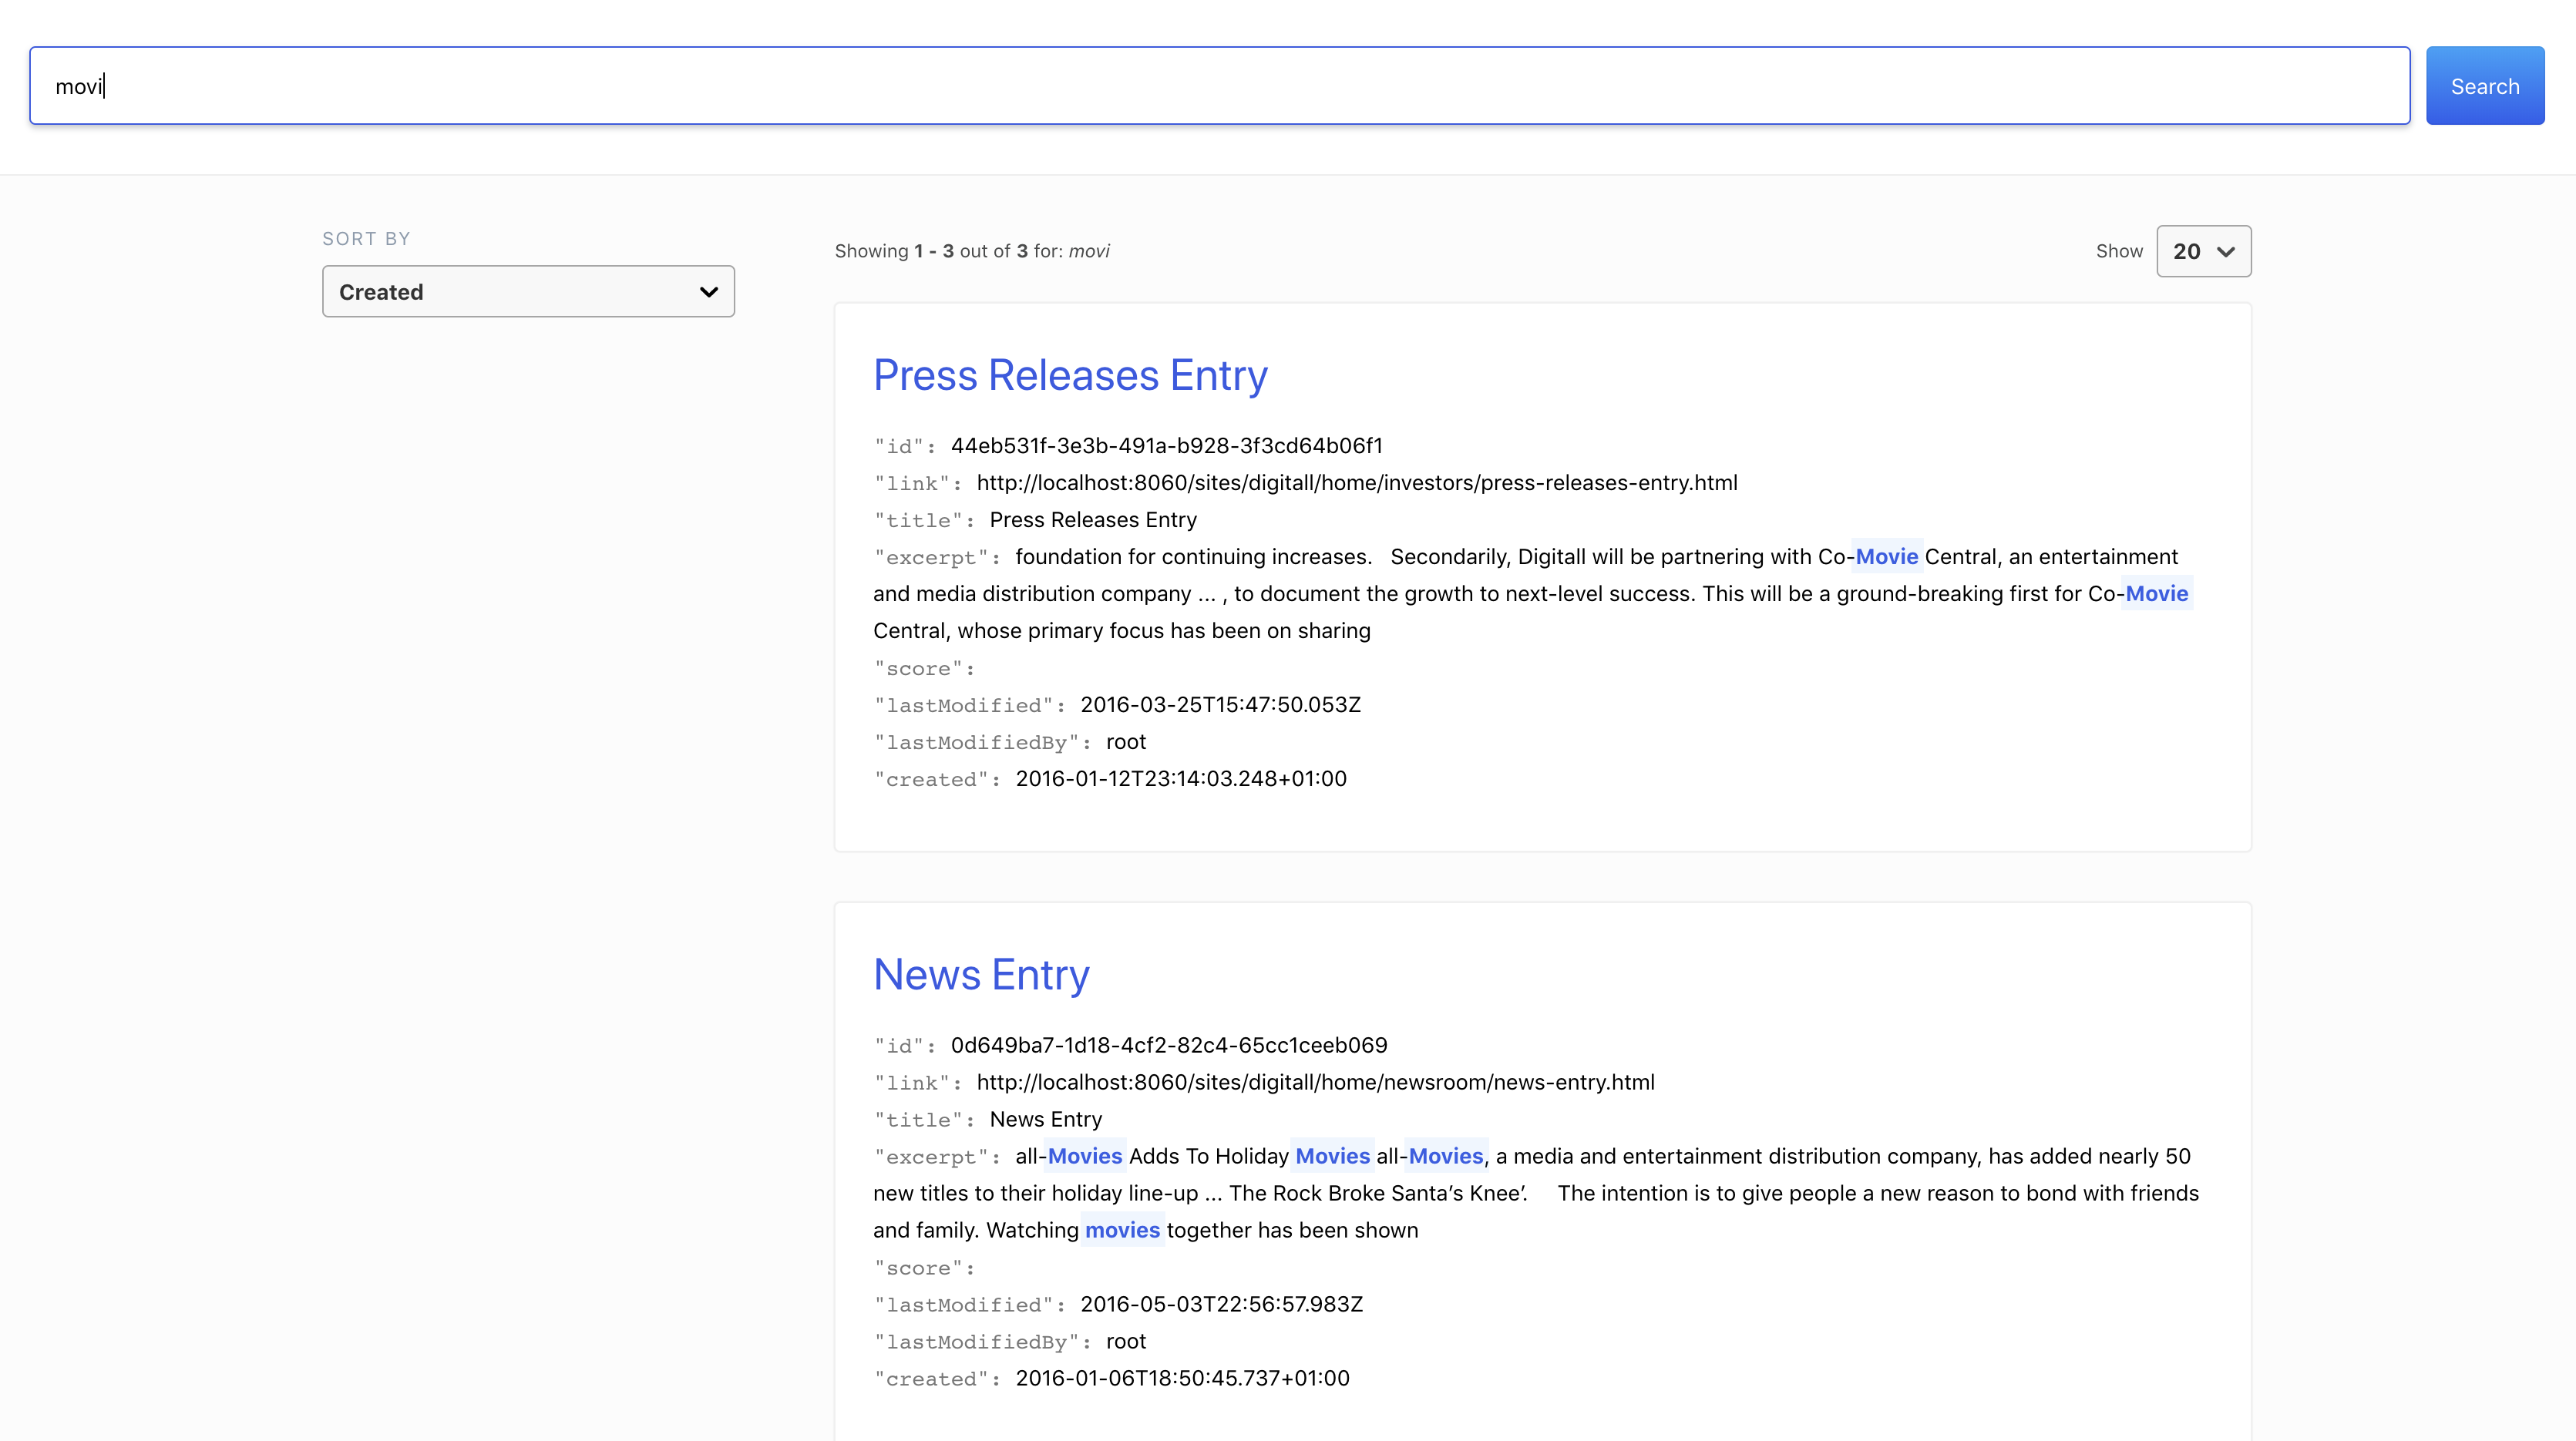 movi
Search
SORT BY
Created
Showing 1 - 3 out of 3 for: movi
Show 20
Press Releases Entry
"id": 44eb531f-3e3b-491a-b928-3f3cd64b06f1
"link": http://localhost:8060/sites/digitall/home/investors/press-releases-entry.html
"title": Press Releases Entry
"excerpt": foundation for continuing increases. Secondarily, Digitall will be partnering with Co-Movie Central, an entertainment
and media distribution company ... , to document the growth to next-level success. This will be a ground-breaking first for Co-Movie
Central, whose primary focus has been on sharing
"score":
"lastModified": 2016-03-25T15:47:50.053Z
"lastModifiedBy": root
"created": 2016-01-12T23:14:03.248+01:00
News Entry
"id": 0d649ba7-1d18-4cf2-82c4-65cc1ceeb069
"link": http://localhost:8060/sites/digitall/home/newsroom/news-entry.html
"title": News Entry
"excerpt": all-Movies Adds To Holiday Movies all-Movies, a media and entertainment distribution company, has added nearly 50
new titles to their holiday line-up ... The Rock Broke Santa’s Knee’. The intention is to give people a new reason to bond with friends
and family. Watching movies together has been shown
"score":
"lastModified": 2016-05-03T22:56:57.983Z
"lastModifiedBy": root
"created": 2016-01-06T18:50:45.737+01:00